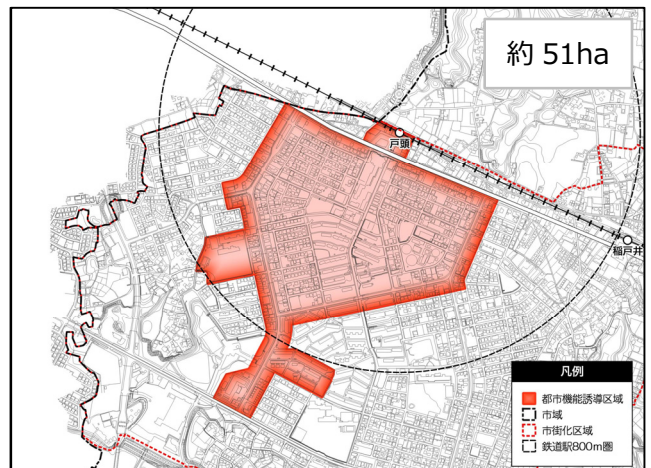 約 51ha
戸頭
稲戸井
凡例
都市機能誘導区域
市域
市街化区域
鉄道駅800m圏